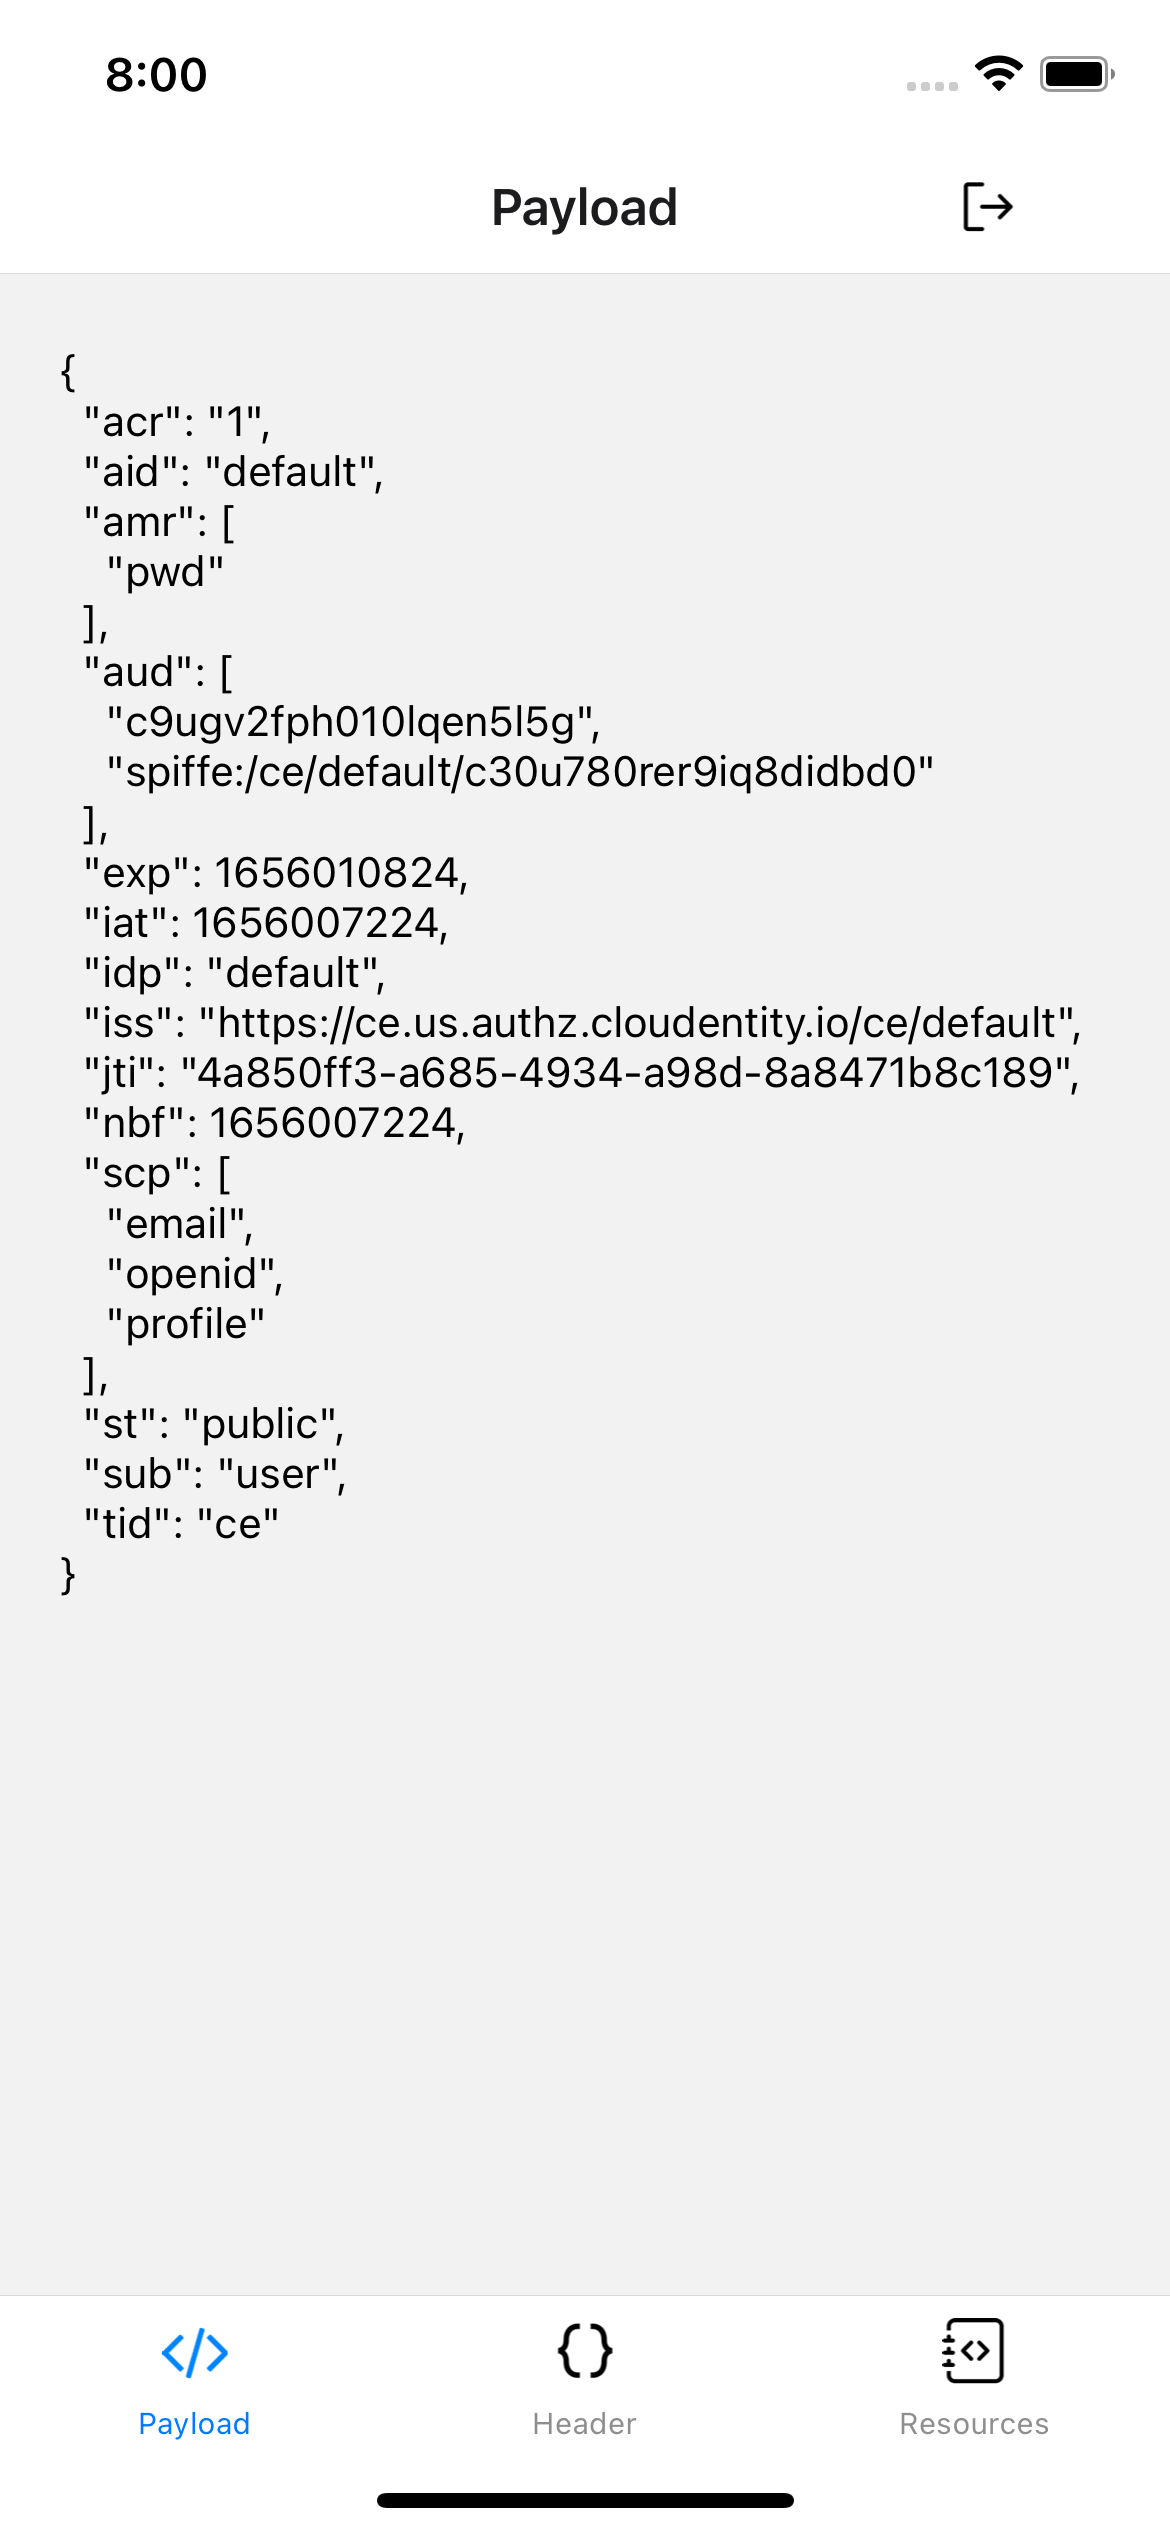 8:00
Payload
{
"acr": "1",
"aid": "default",
"amr": [
"pwd"
],
"aud": [
"c9ugv2fph010lqen5l5g",
"spiffe:/ce/default/c30u780rer9iq8didbd0"
],
"exp": 1656010824,
"iat": 1656007224,
"idp": "default",
"iss": "https://ce.us.authz.cloudentity.io/ce/default",
"jti": "4a850ff3-a685-4934-a98d-8a8471b8c189",
"nbf": 1656007224,
"scp": [
"email",
"openid",
"profile"
],
"st": "public",
"sub": "user",
"tid": "ce"
}
Payload
Header
Resources